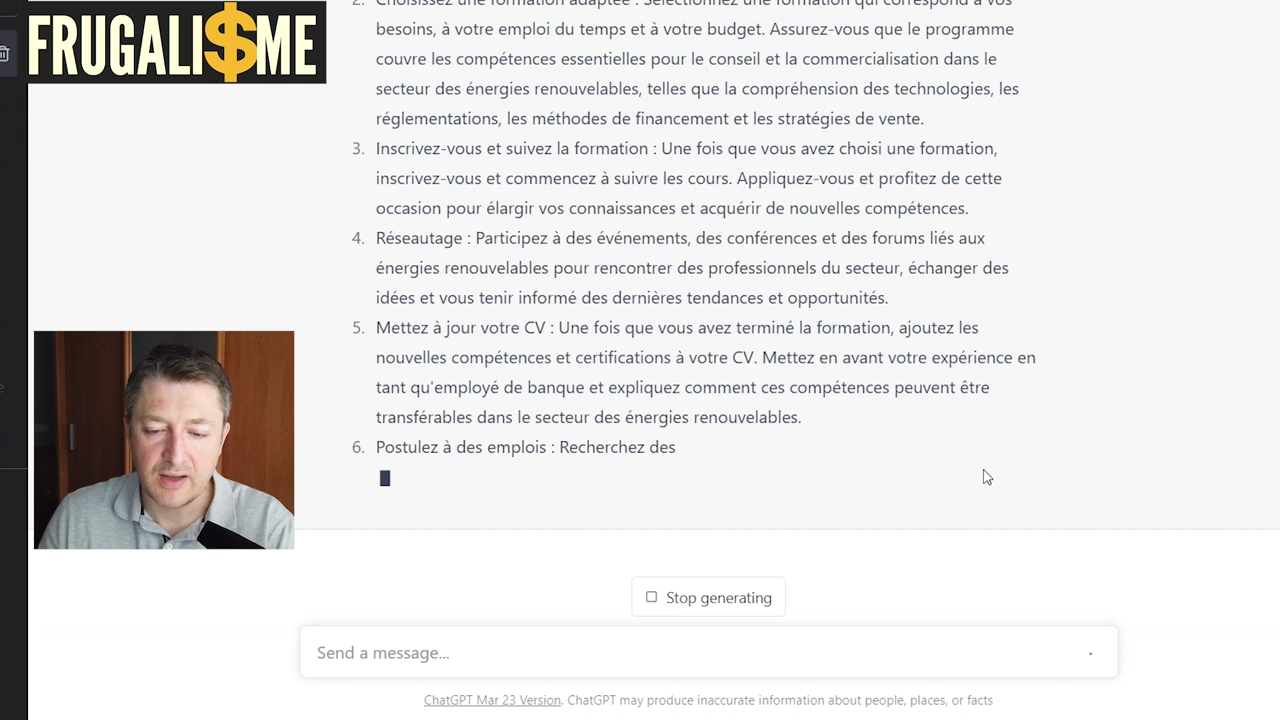 FRUGALI$ME
2. Choisissez une formation adaptée : Sélectionnez une formation qui correspond à vos
besoins, à votre emploi du temps et à votre budget. Assurez-vous que le programme
couvre les compétences essentielles pour le conseil et la commercialisation dans le
secteur des énergies renouvelables, telles que la compréhension des technologies, les
réglementations, les méthodes de financement et les stratégies de vente.
3. Inscrivez-vous et suivez la formation : Une fois que vous avez choisi une formation,
inscrivez-vous et commencez à suivre les cours. Appliquez-vous et profitez de cette
occasion pour élargir vos connaissances et acquérir de nouvelles compétences.
4. Réseautage : Participez à des événements, des conférences et des forums liés aux
énergies renouvelables pour rencontrer des professionnels du secteur, échanger des
idées et vous tenir informé des dernières tendances et opportunités.
5. Mettez à jour votre CV : Une fois que vous avez terminé la formation, ajoutez les
nouvelles compétences et certifications à votre CV. Mettez en avant votre expérience en
tant qu'employé de banque et expliquez comment ces compétences peuvent être
transférables dans le secteur des énergies renouvelables.
6. Postulez à des emplois : Recherchez des
Stop generating
Send a message...
ChatGPT Mar 23 Version. ChatGPT may produce inaccurate information about people, places, or facts